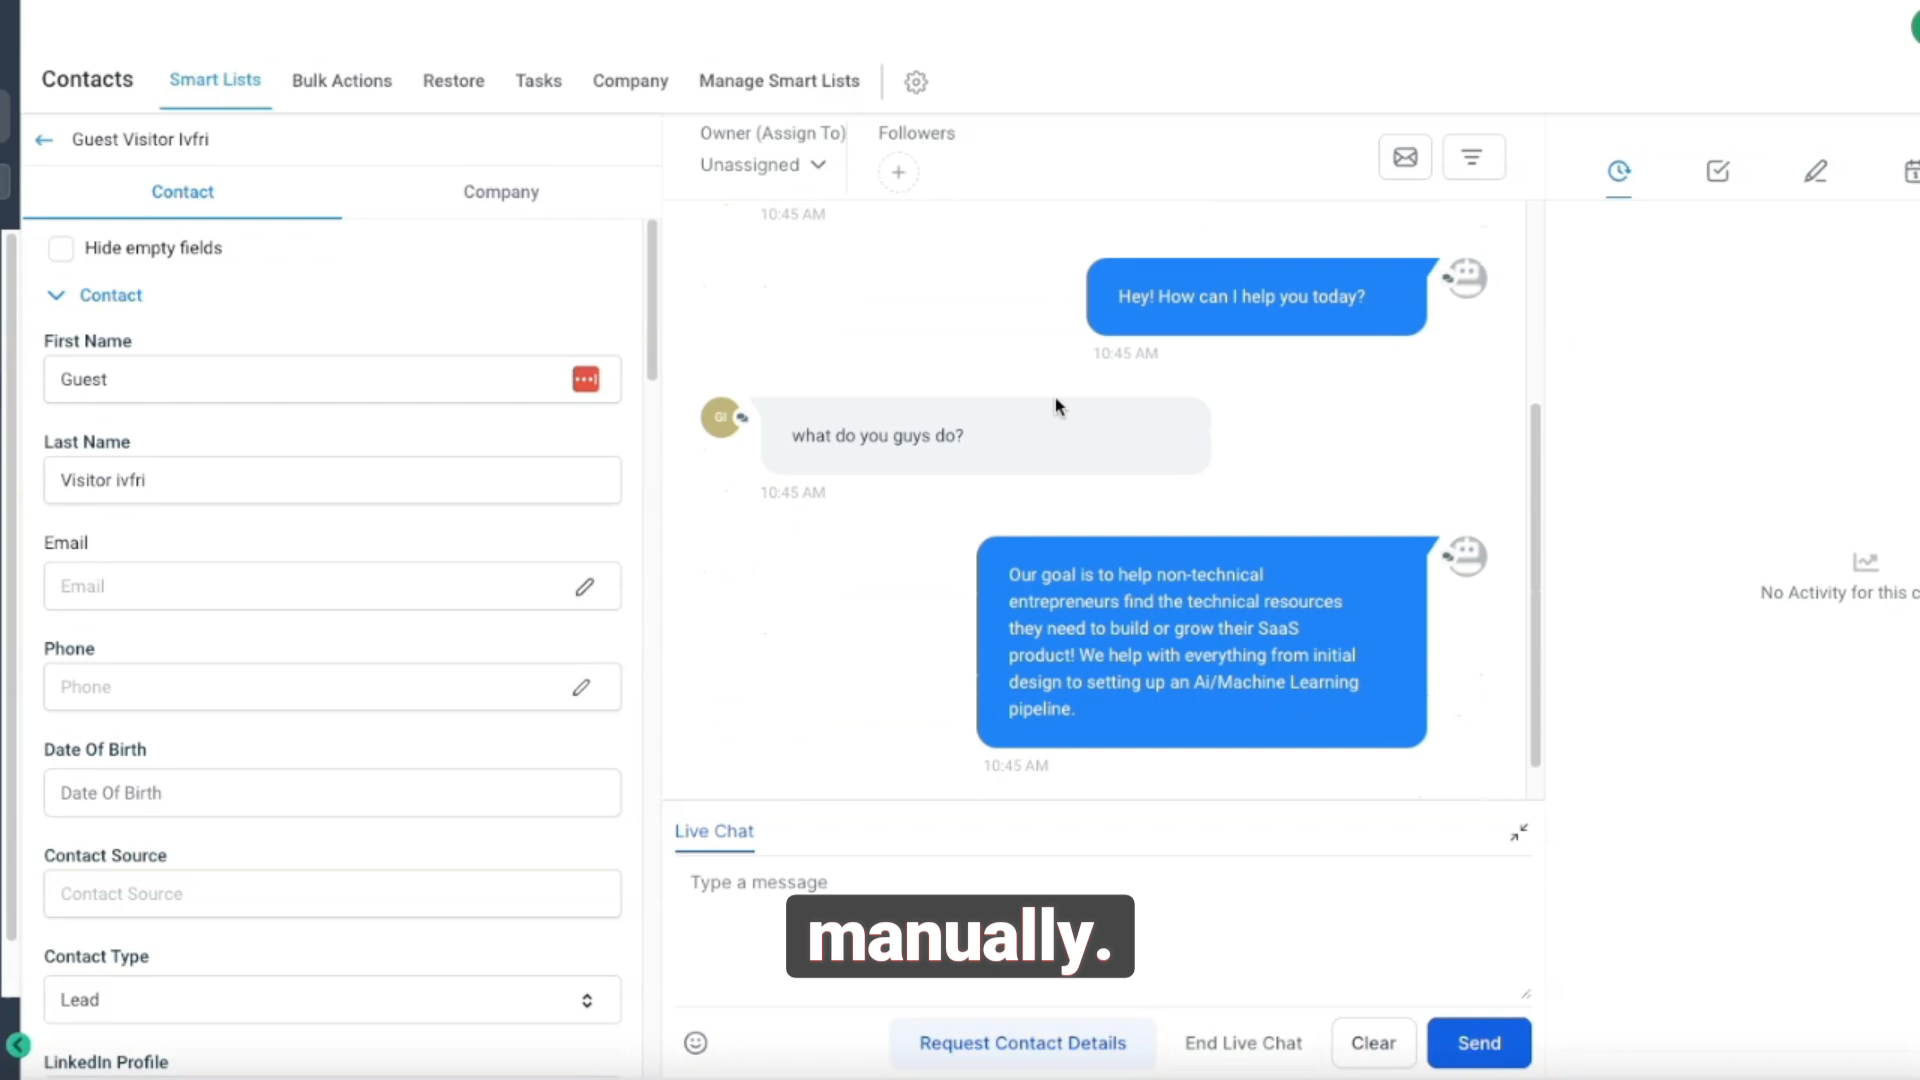 Contacts
Smart Lists
Bulk Actions
Restore
Tasks
Company
Manage Smart Lists
Guest Visitor Ivfri
Contact
Company
Hide empty fields
Contact
First Name
Guest
Last Name
Visitor ivfri
Email
Email
Phone
Phone
Date Of Birth
Date Of Birth
Contact Source
Contact Source
Contact Type
Lead
LinkedIn Profile
Owner (Assign To)
Unassigned
Followers
10:45 AM
Hey! How can I help you today?
10:45 AM
GI
what do you guys do?
10:45 AM
Our goal is to help non-technical
entrepreneurs find the technical resources
they need to build or grow their SaaS
product! We help with everything from initial
design to setting up an Ai/Machine Learning
pipeline.
10:45 AM
Live Chat
Type a message
manually.
Request Contact Details
End Live Chat
Clear
Send
No Activity for this c